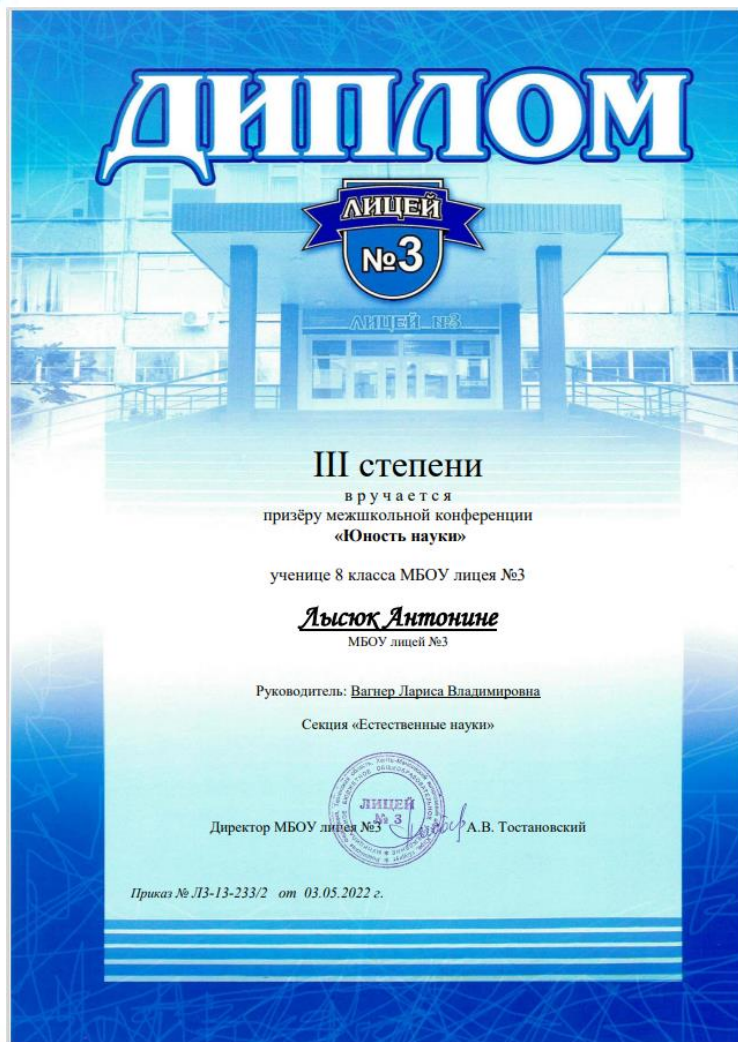 ДИПЛОМ
ЛИЦЕЙ
№3
ЛИЦЕЙ №3
III степени
вручается
призёру межшкольной конференции
«Юность науки»
ученице 8 класса МБОУ лицея №3
Лысюк Антонине
МБОУ лицей №3
Руководитель: Вагнер Лариса Владимировна
Секция «Естественные науки»
ЛИЦЕЙ
№ 3
Директор МБОУ лицея №3 А.В. Тостановский
Приказ № ЛЗ-13-233/2 от 03.05.2022 г.